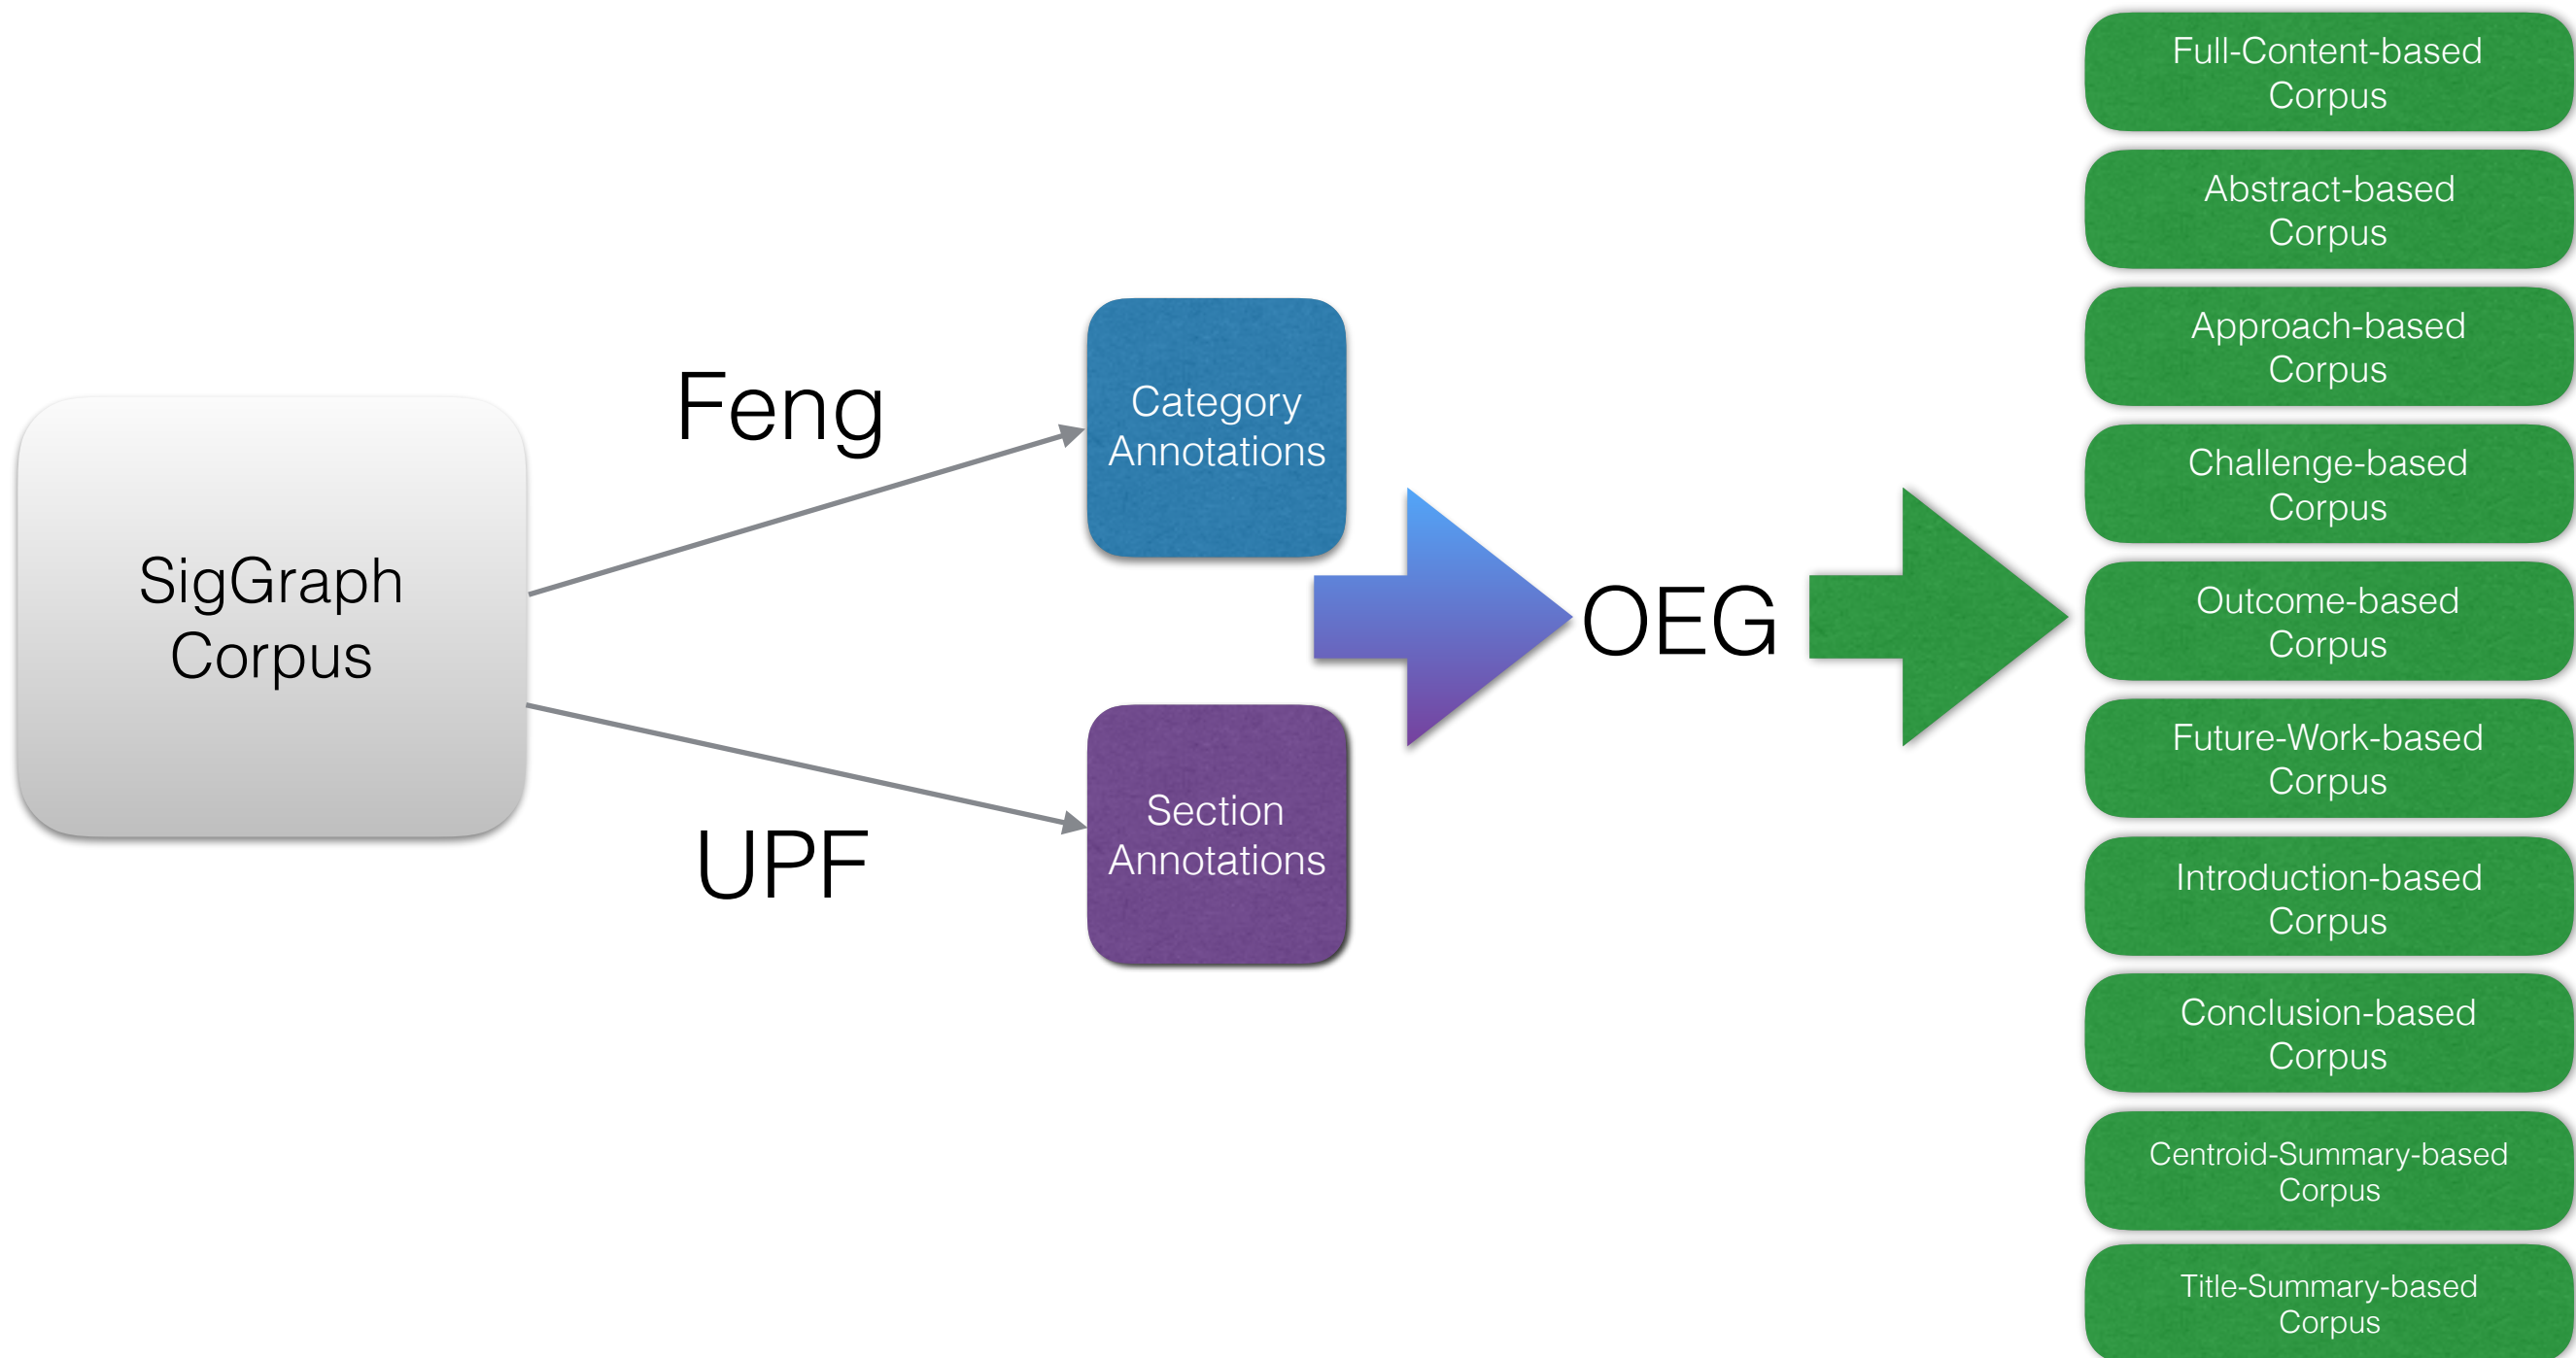 SigGraph
Corpus
Feng
UPF
Category
Annotations
Section
Annotations
OEG
Full-Content-based
Corpus
Abstract-based
Corpus
Approach-based
Corpus
Challenge-based
Corpus
Outcome-based
Corpus
Future-Work-based
Corpus
Introduction-based
Corpus
Conclusion-based
Corpus
Centroid-Summary-based
Corpus
Title-Summary-based
Corpus